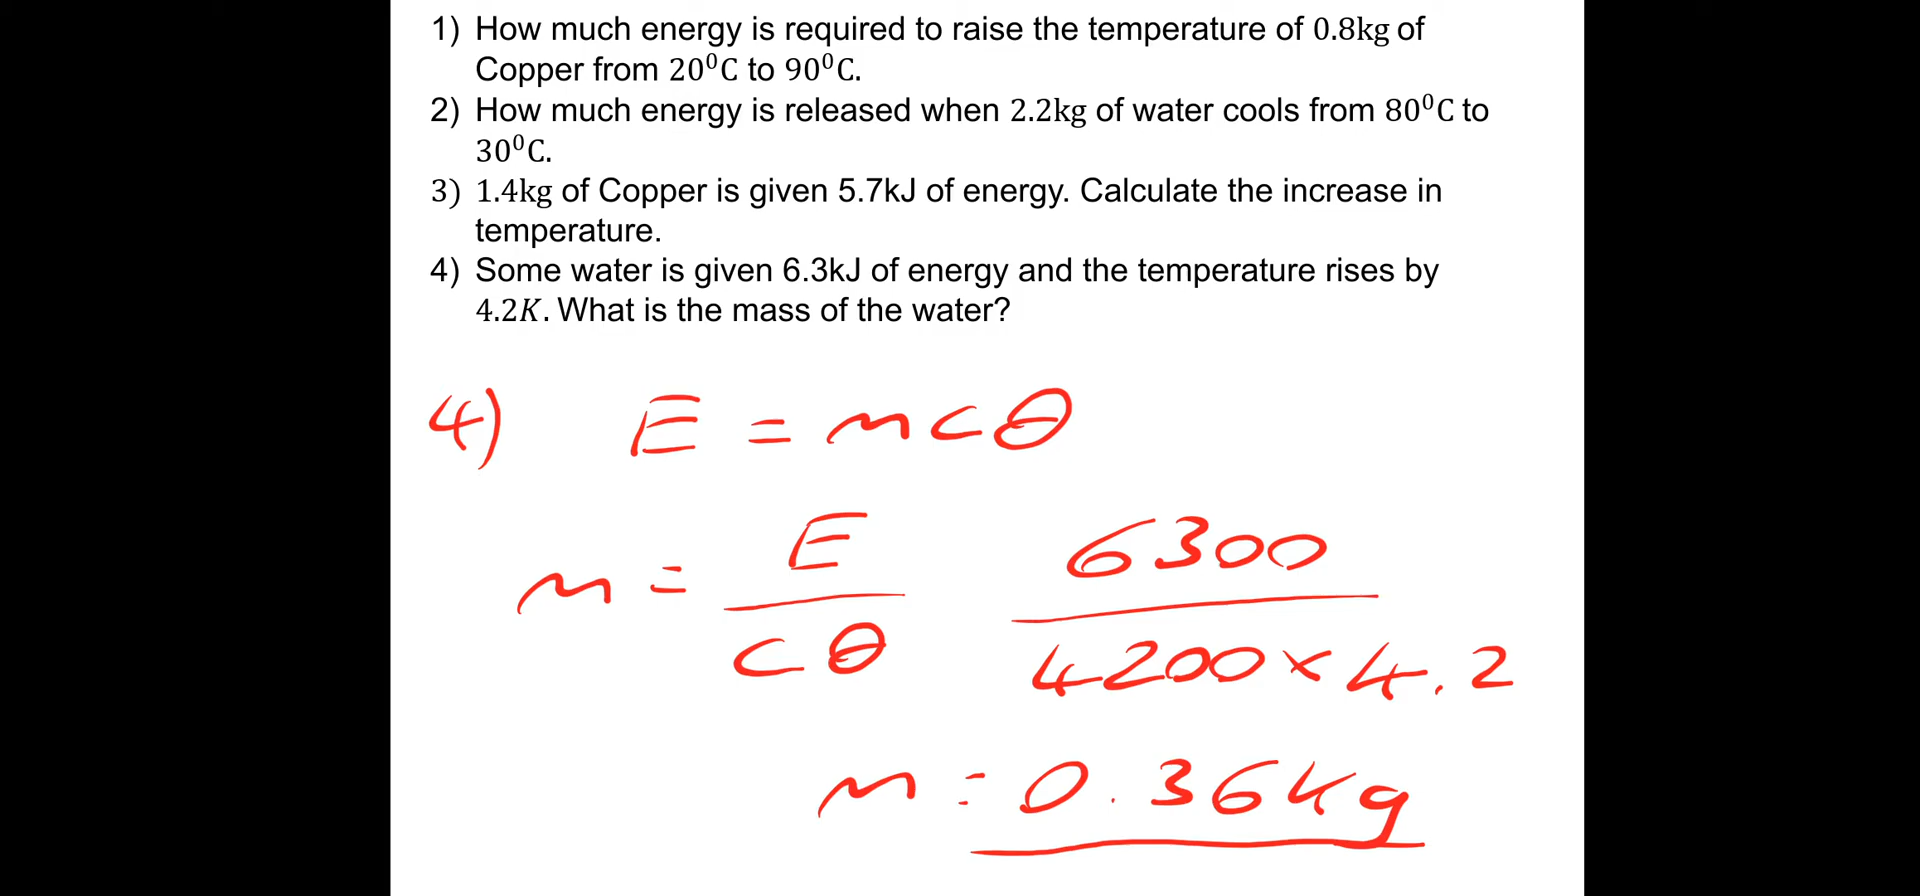 1) How much energy is required to raise the temperature of 0.8kg of
Copper from 20⁰C to 90⁰C.
2) How much energy is released when 2.2kg of water cools from 80⁰C to
30⁰C.
3) 1.4kg of Copper is given 5.7kJ of energy. Calculate the increase in
temperature.
4) Some water is given 6.3kJ of energy and the temperature rises by
4.2K. What is the mass of the water?
4) E = mcθ
m = E / cθ 6300 / 4200 × 4.2
m = 0.36kg